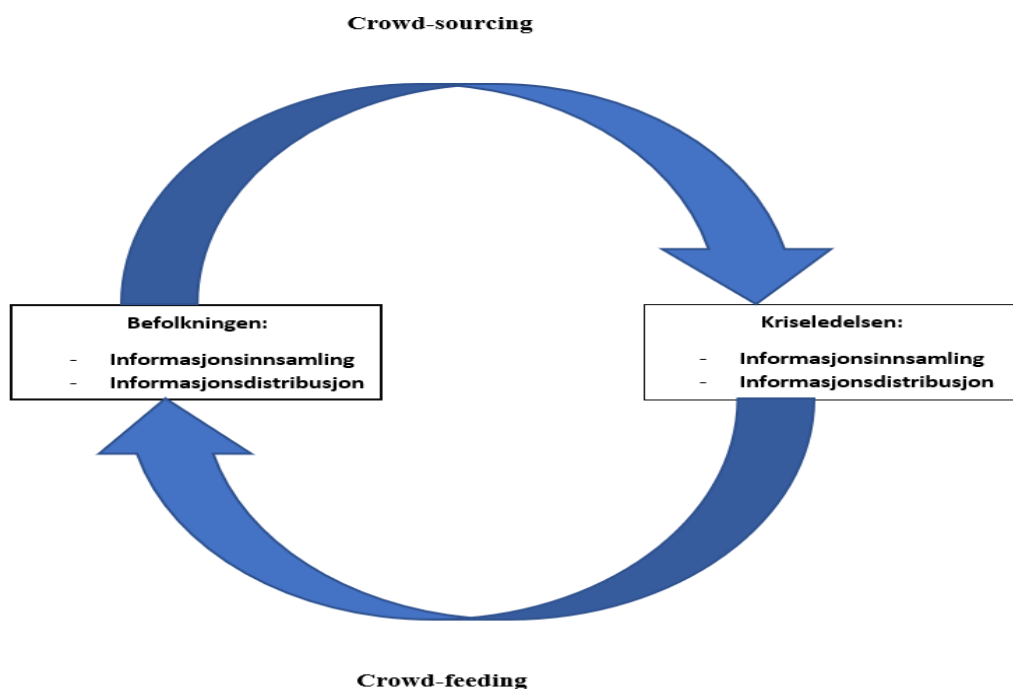 Crowd-sourcing
Befolkningen:
- Informasjonsinnsamling
- Informasjonsdistribusjon
Kriseledelsen:
- Informasjonsinnsamling
- Informasjonsdistribusjon
Crowd-feeding